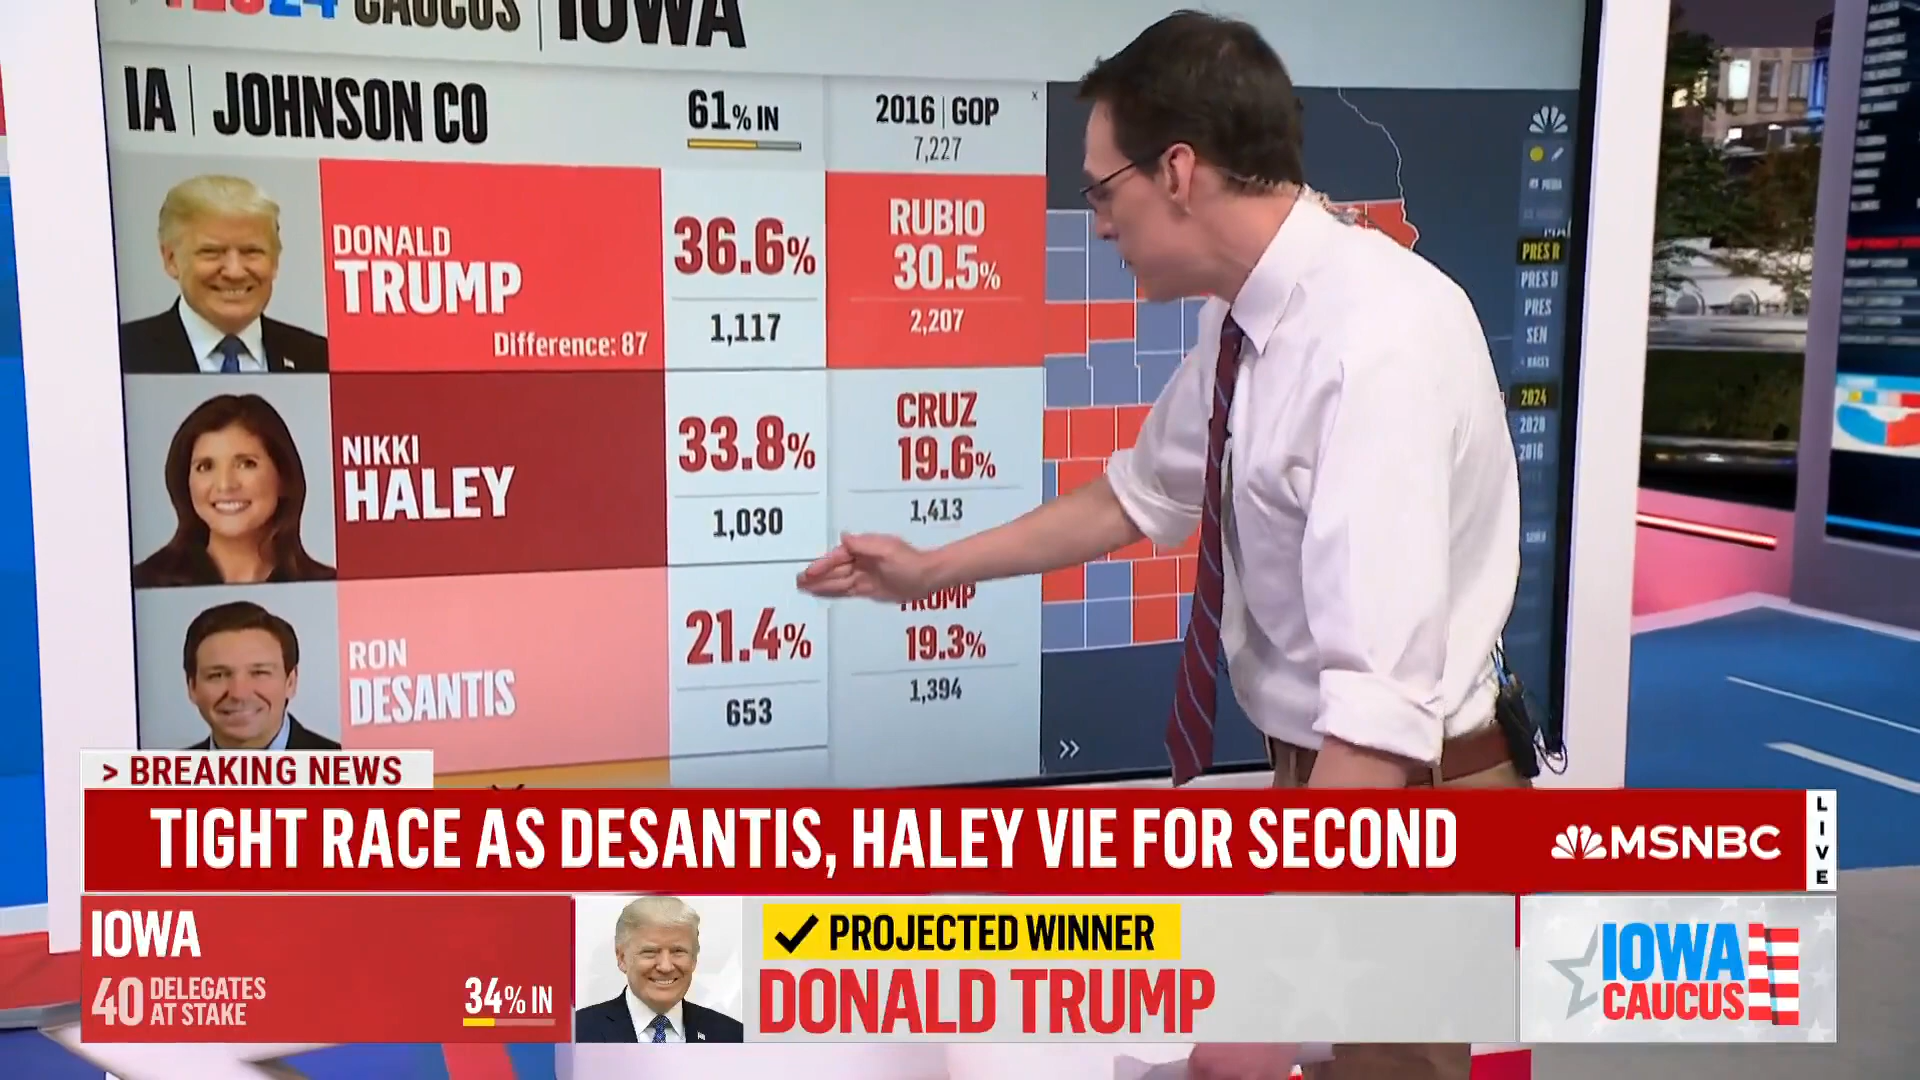 CAUCUS IOWA
IA JOHNSON CO
61% IN
2016 GOP
7,227
x
DONALD
TRUMP
Difference: 87
36.6%
1,117
RUBIO
30.5%
2,207
NIKKI
HALEY
33.8%
1,030
CRUZ
19.6%
1,413
RON
DESANTIS
21.4%
653
TRUMP
19.3%
1,394
PRES R
PRES D
PRES
SEN
2024
2020
2016
> BREAKING NEWS
TIGHT RACE AS DESANTIS, HALEY VIE FOR SECOND
MSNBC
LIVE
IOWA
40 DELEGATES
AT STAKE
34% IN
PROJECTED WINNER
DONALD TRUMP
IOWA
CAUCUS